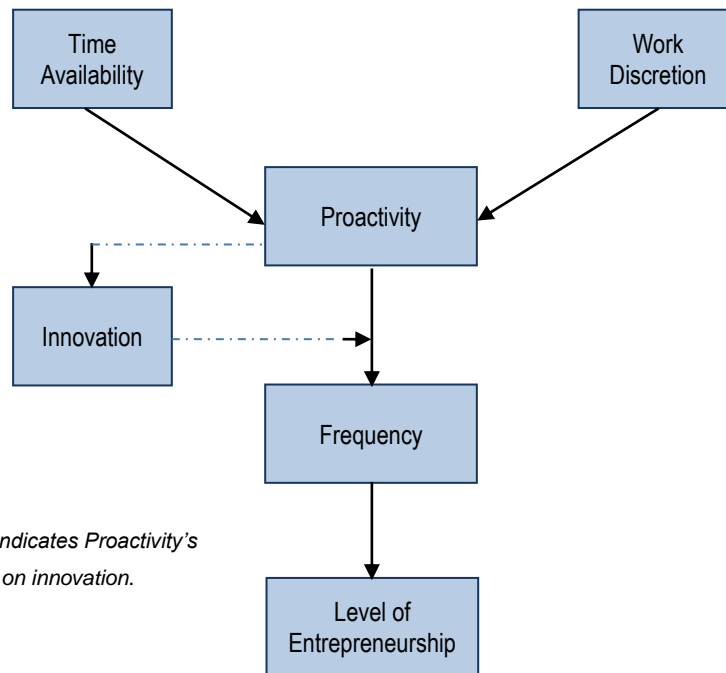 Time
Availability
Work
Discretion
Proactivity
Innovation
Frequency
ndicates Proactivity's
on innovation.
Level of
Entrepreneurship